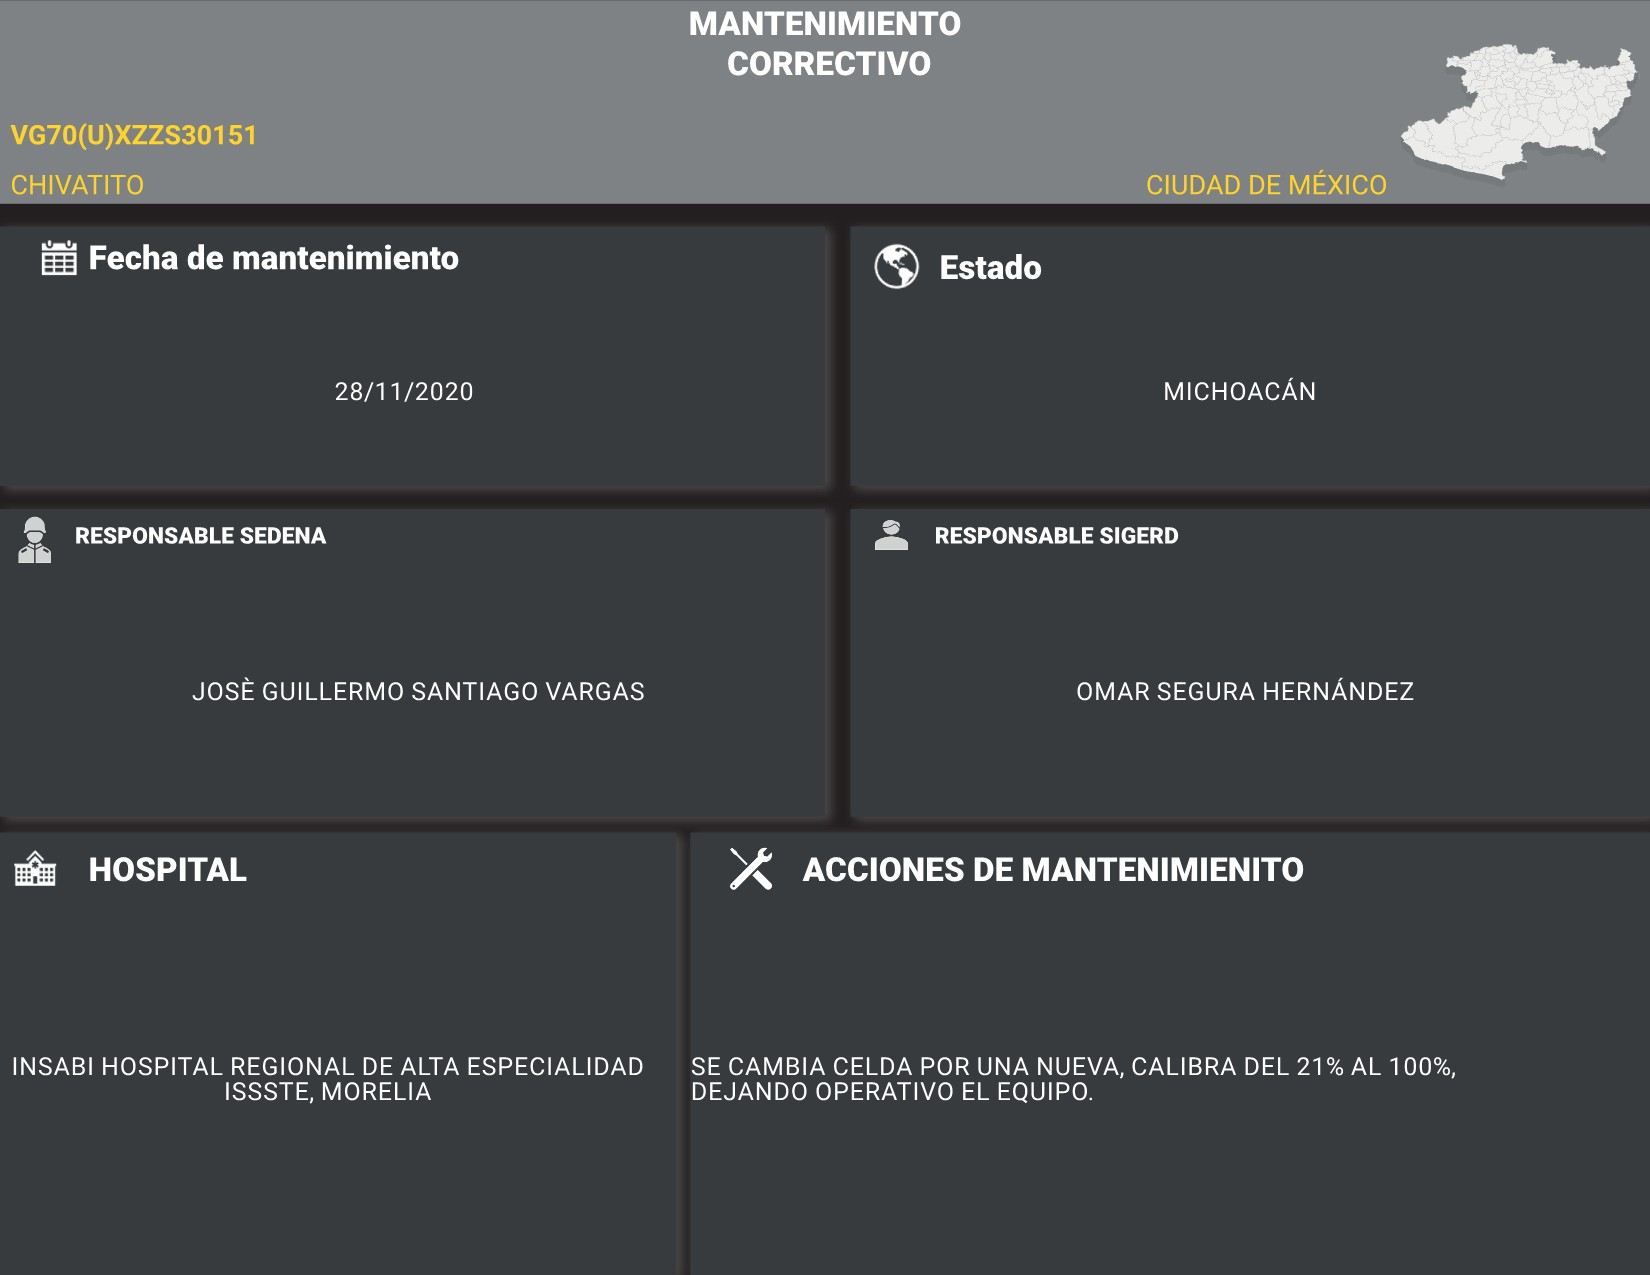 MANTENIMIENTO
CORRECTIVO
VG70(U)XZZS30151
CHIVATITO
CIUDAD DE MÉXICO
Fecha de mantenimiento
28/11/2020
Estado
MICHOACÁN
RESPONSABLE SEDENA
JOSÈ GUILLERMO SANTIAGO VARGAS
RESPONSABLE SIGERD
OMAR SEGURA HERNÁNDEZ
HOSPITAL
INSABI HOSPITAL REGIONAL DE ALTA ESPECIALIDAD
ISSSTE, MORELIA
ACCIONES DE MANTENIMIENITO
SE CAMBIA CELDA POR UNA NUEVA, CALIBRA DEL 21% AL 100%,
DEJANDO OPERATIVO EL EQUIPO.